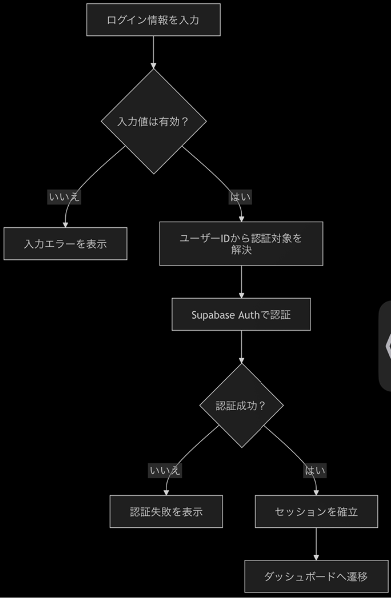 ログイン情報を入力
入力値は有効？
いいえ
はい
入力エラーを表示
ユーザーIDから認証対象を
解決
Supabase Authで認証
認証成功？
いいえ
はい
認証失敗を表示
セッションを確立
ダッシュボードへ遷移